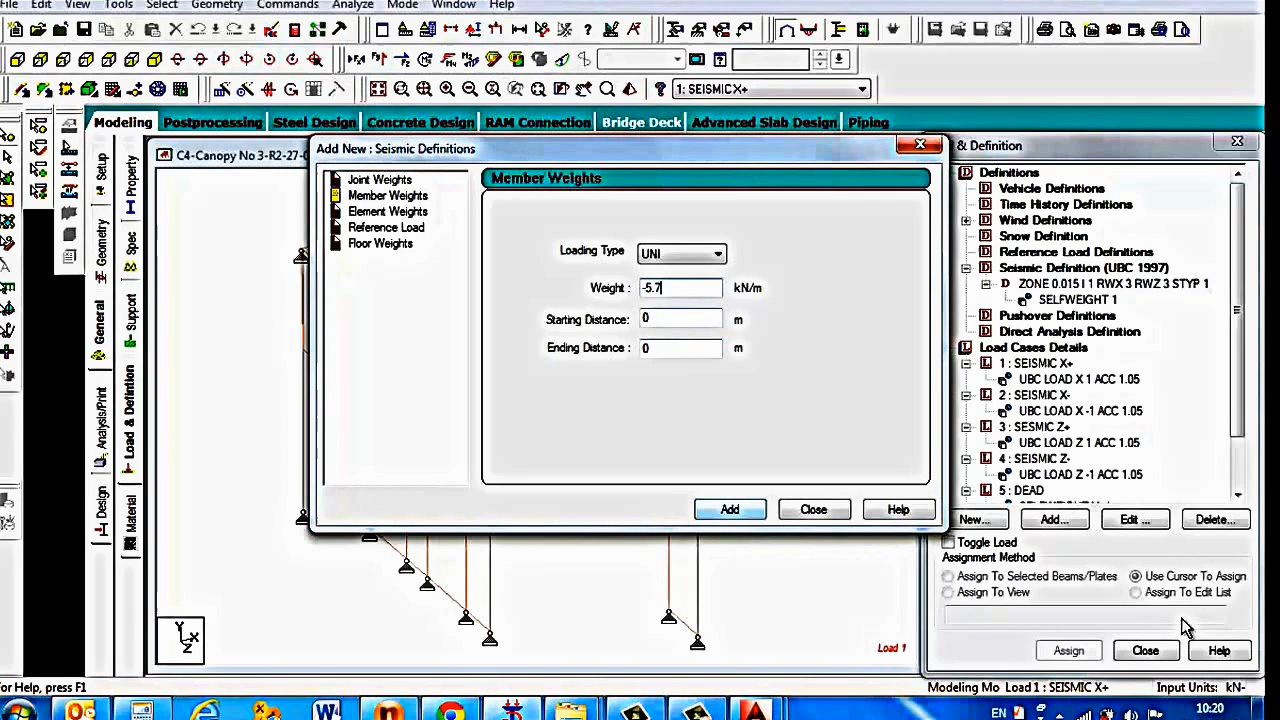 File Edit View Tools Select Geometry Commands Analyze Mode Window Help
1: SEISMIC X+
Modeling Postprocessing Steel Design Concrete Design RAM Connection Bridge Deck Advanced Slab Design Piping
C4-Canopy No 3-R2-27-
Setup
Geometry
General
Analysis/Print
Design
Property
Spec
Support
Load & Definition
Material
Add New : Seismic Definitions
Joint Weights
Member Weights
Element Weights
Reference Load
Floor Weights
Member Weights
Loading Type UNI
Weight : -5.7 kN/m
Starting Distance: 0 m
Ending Distance : 0 m
Add Close Help
& Definition
Definitions
Vehicle Definitions
Time History Definitions
Wind Definitions
Snow Definition
Reference Load Definitions
Seismic Definition (UBC 1997)
ZONE 0.015 I 1 RWX 3 RWZ 3 STYP 1
SELFWEIGHT 1
Pushover Definitions
Direct Analysis Definition
Load Cases Details
1 : SEISMIC X+
UBC LOAD X 1 ACC 1.05
2 : SEISMIC X-
UBC LOAD X -1 ACC 1.05
3 : SESMIC Z+
UBC LOAD Z 1 ACC 1.05
4 : SEISMIC Z-
UBC LOAD Z -1 ACC 1.05
5 : DEAD
New... Add... Edit ... Delete...
Toggle Load
Assignment Method
Assign To Selected Beams/Plates Use Cursor To Assign
Assign To View Assign To Edit List
Assign Close Help
Y
X
Z
Load 1
For Help, press F1 Modeling Mo Load 1 : SEISMIC X+ Input Units: kN-
EN 10:20